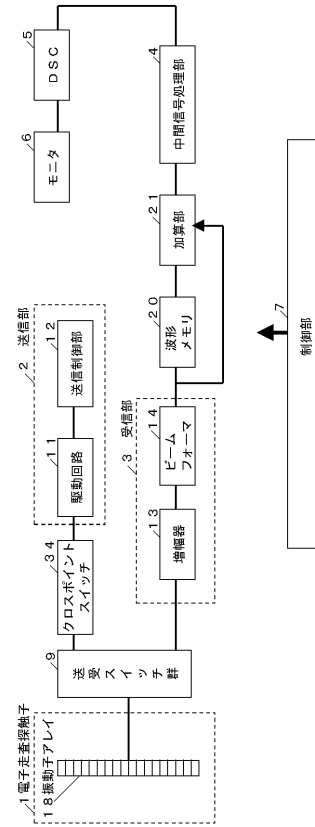 1 電子走査探触子
18 振動子アレイ
9
送受スイッチ群
34
クロスポイント
スイッチ
2 送信部
11
駆動回路
12
送信制御部
3 受信部
13
増幅器
14
ビーム
フォーマ
20
波形
メモリ
21
加算部
4
中間信号処理部
5
DSC
6
モニタ
7
制御部